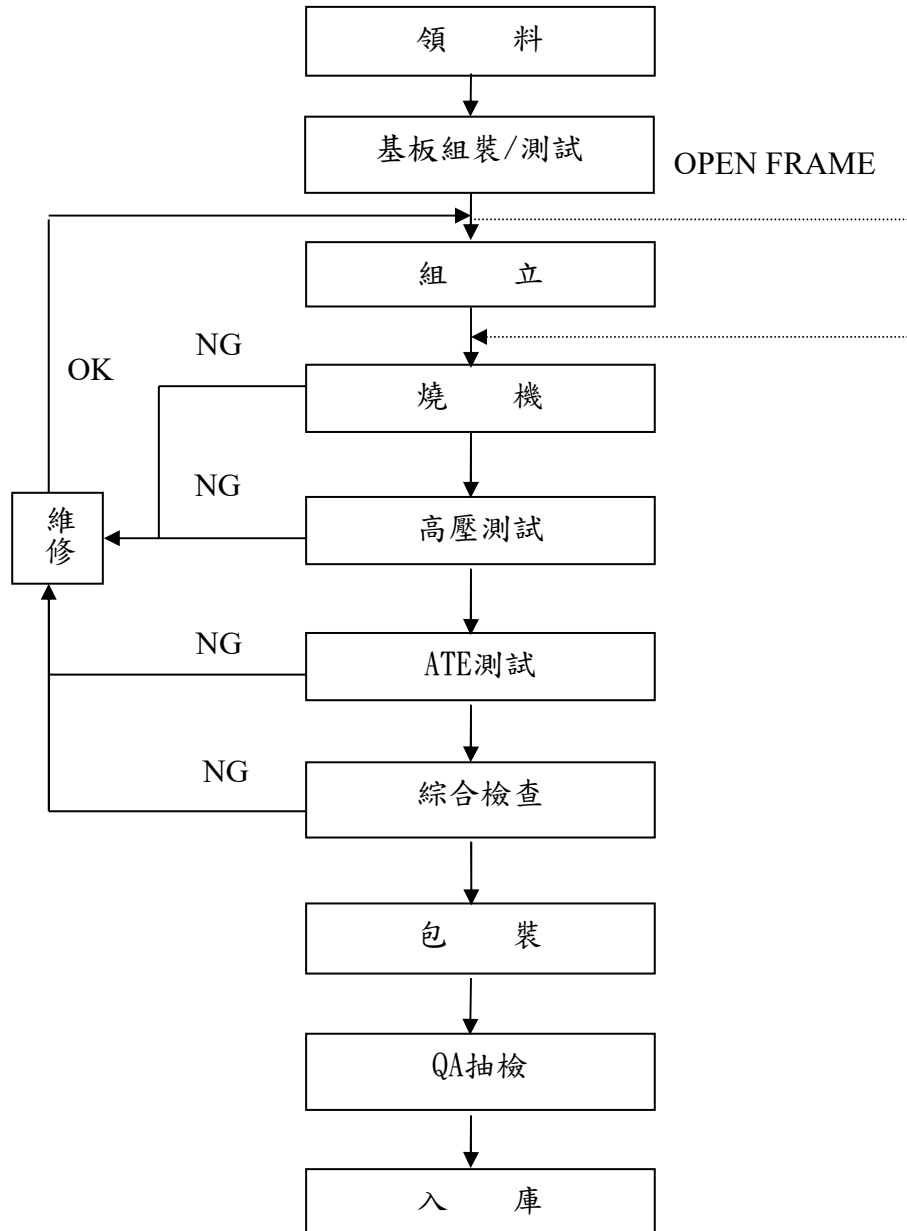 領 料
基板組裝/測試
OPEN FRAME
組 立
NG
OK
燒 機
NG
維
修
高壓測試
NG
ATE測試
NG
綜合檢查
包 裝
QA抽檢
入 庫